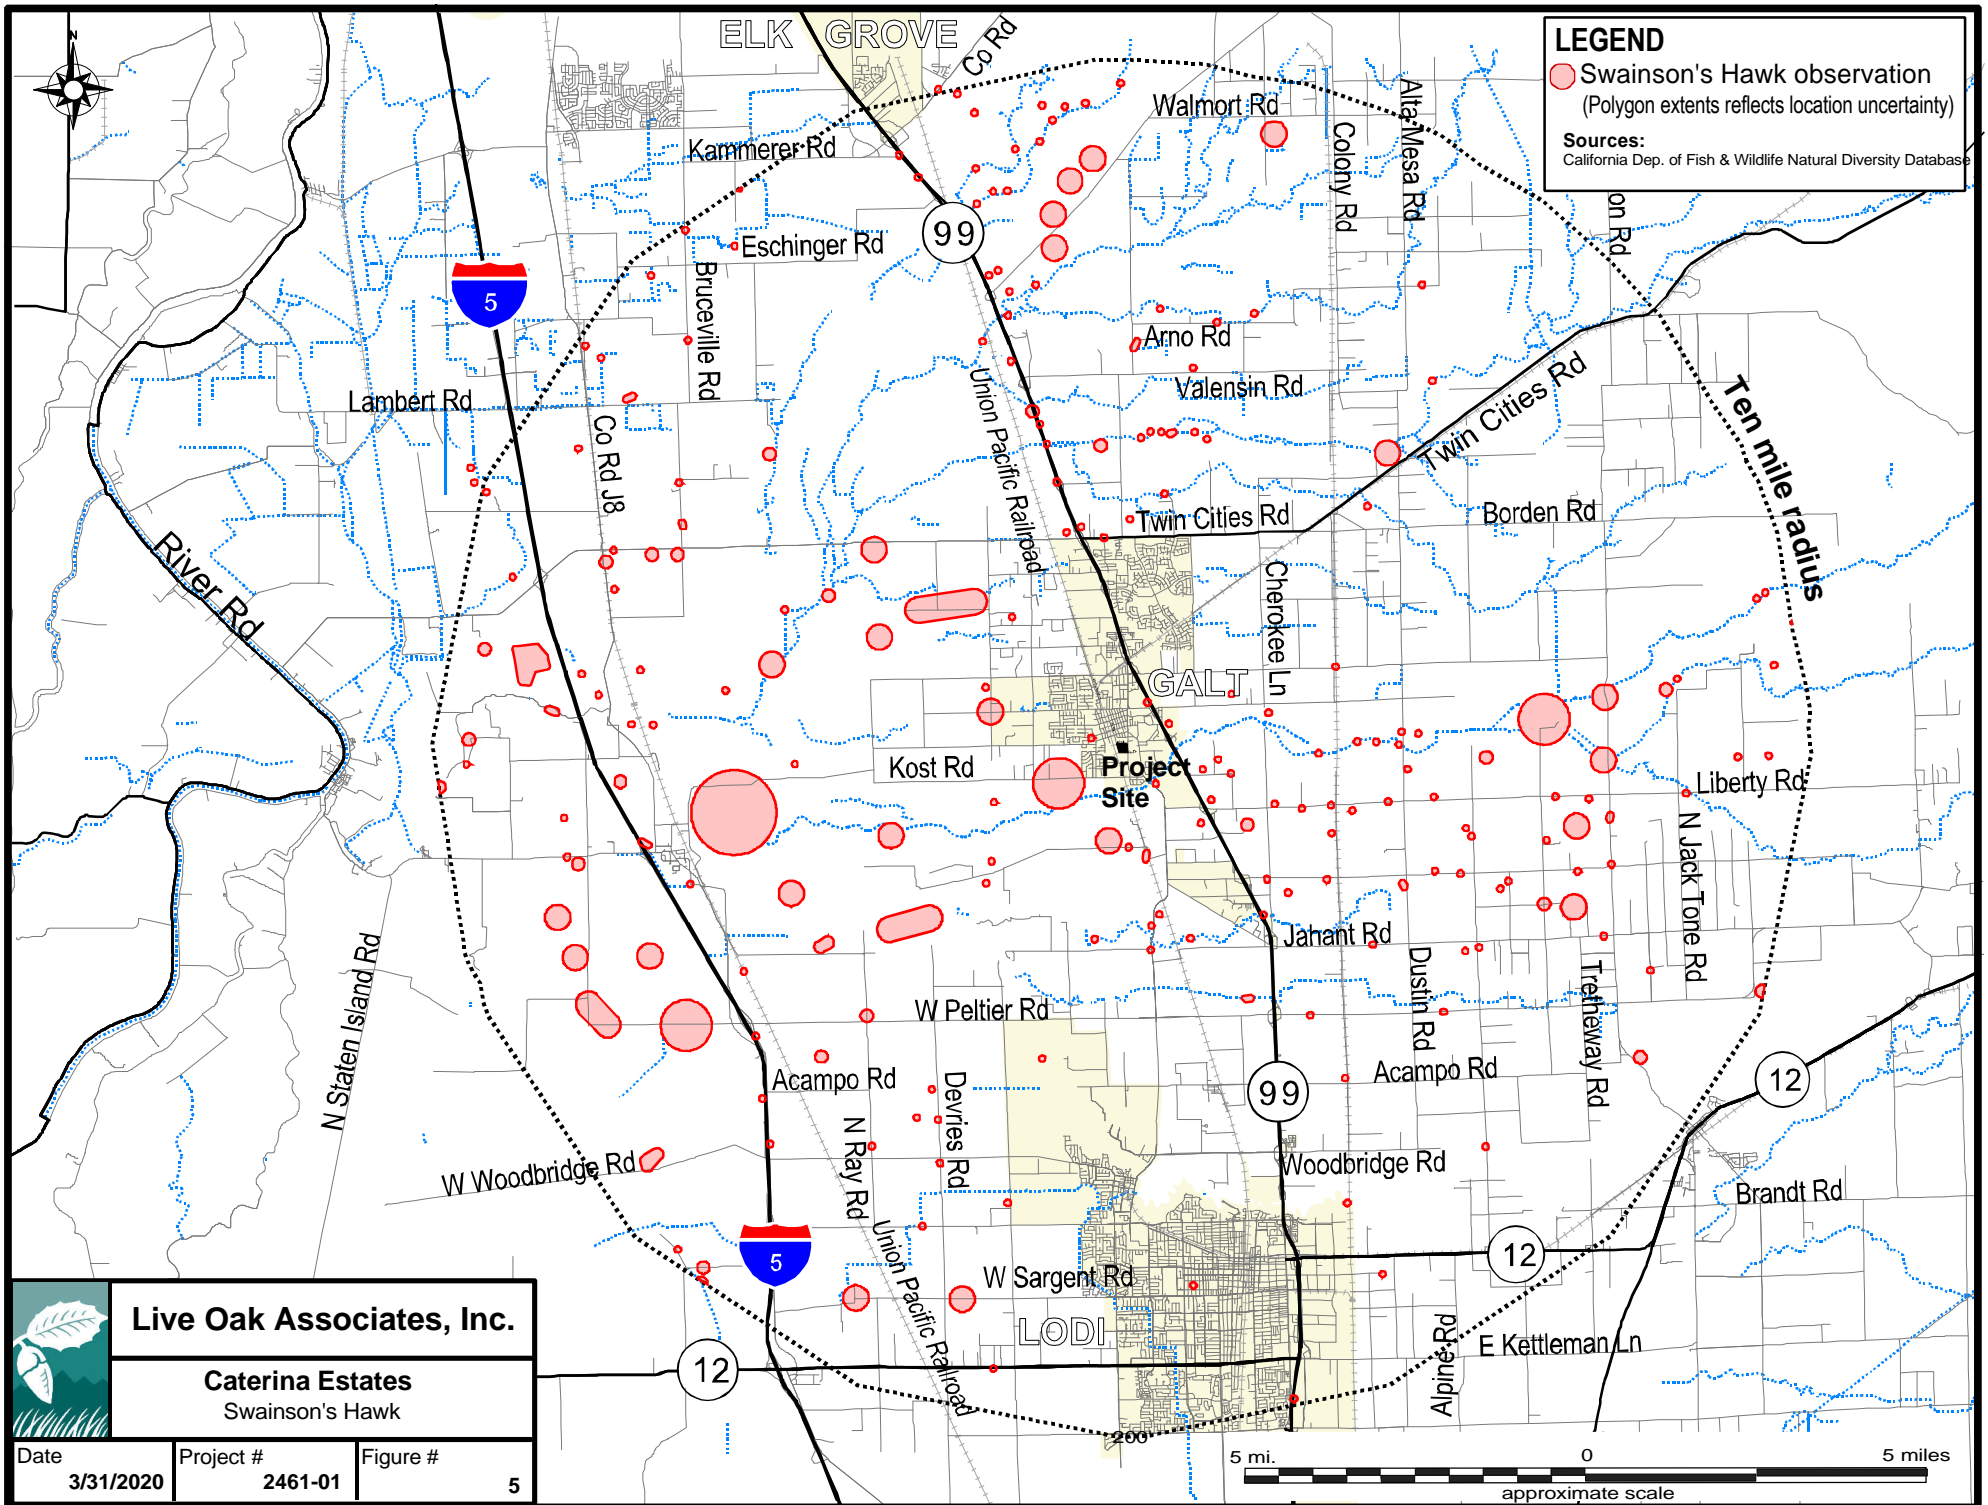 N
ELK GROVE
Co Rd
LEGEND
Swainson's Hawk observation
(Polygon extents reflects location uncertainty)
Sources:
California Dep. of Fish & Wildlife Natural Diversity Database
Walmort Rd
Alta Mesa Rd
Colony Rd
Kammerer Rd
on Rd
99
Eschinger Rd
Bruceville Rd
5
Arno Rd
Valensin Rd
Union Pacific Railroad
Lambert Rd
Co Rd J8
Twin Cities Rd
Ten mile radius
Twin Cities Rd
Borden Rd
River Rd
Cherokee Ln
GALT
Kost Rd
Project
Site
Liberty Rd
N Jack Tone Rd
Jahant Rd
N Staten Island Rd
Dustin Rd
Tretheway Rd
W Peltier Rd
Acampo Rd
Devries Rd
99
Acampo Rd
12
N Ray Rd
W Woodbridge Rd
Woodbridge Rd
Brandt Rd
5
Union Pacific Railroad
12
W Sargent Rd
LODI
Alpine Rd
E Kettleman Ln
12
200
Live Oak Associates, Inc.
Caterina Estates
Swainson's Hawk
Date
3/31/2020
Project #
2461-01
Figure #
5
5 mi.
0
5 miles
approximate scale